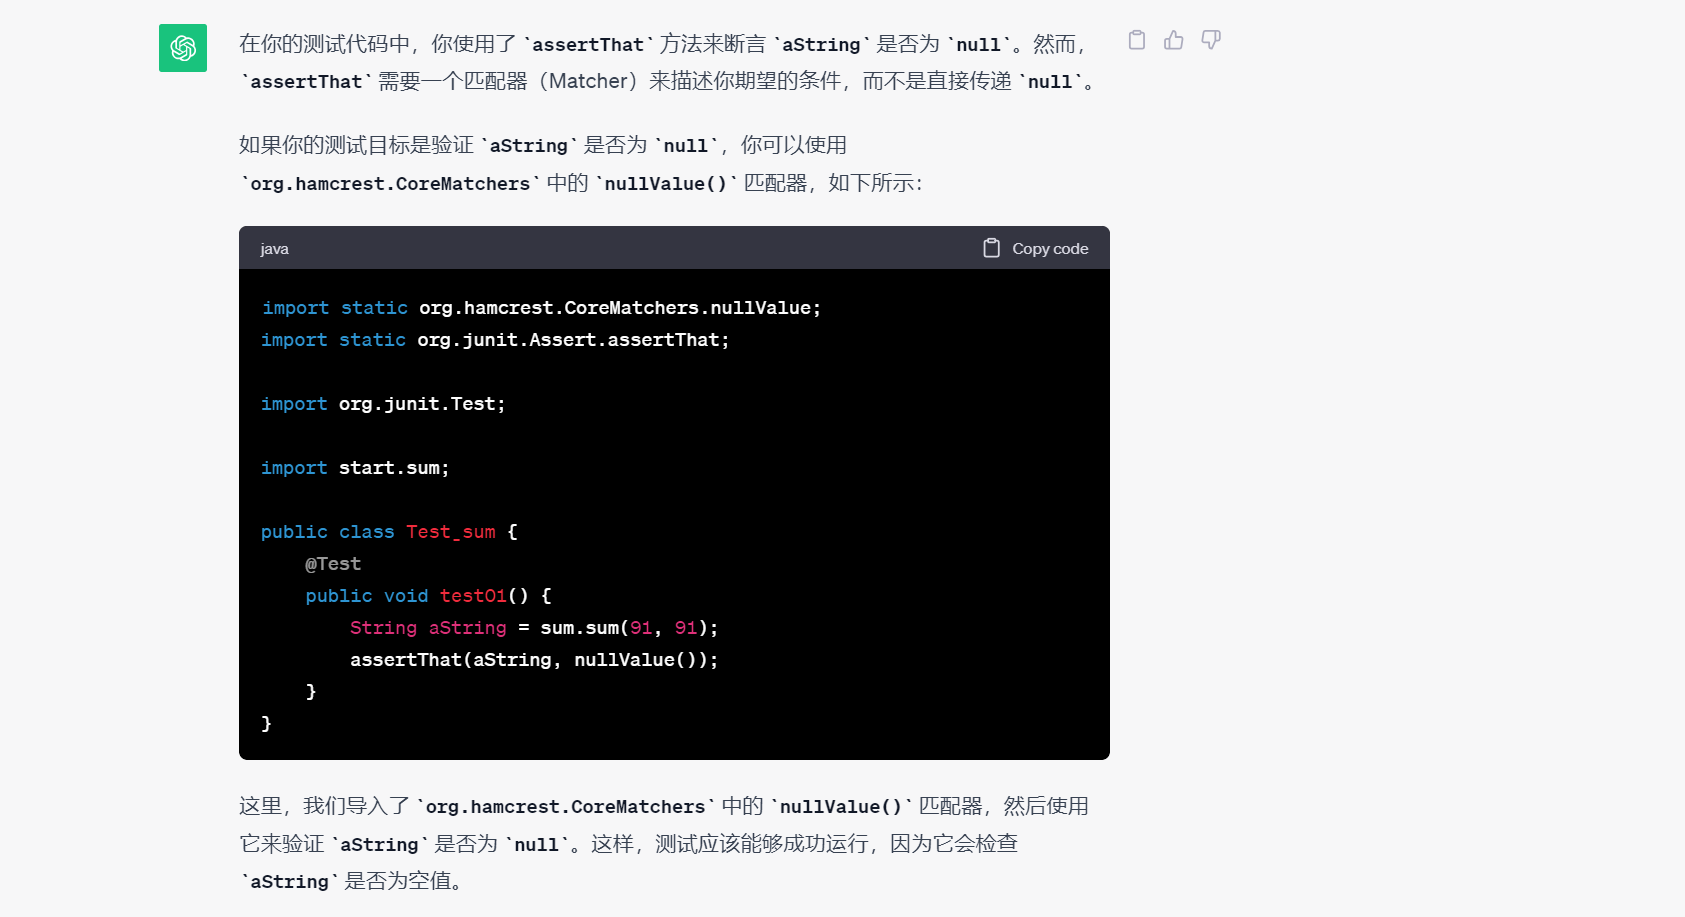 在你的测试代码中，你使用了 `assertThat` 方法来断言 `aString` 是否为 `null`。然而，
`assertThat` 需要一个匹配器（Matcher）来描述你期望的条件，而不是直接传递 `null`。
如果你的测试目标是验证 `aString` 是否为 `null`，你可以使用
`org.hamcrest.CoreMatchers` 中的 `nullValue()` 匹配器，如下所示：
java
Copy code
import static org.hamcrest.CoreMatchers.nullValue;
import static org.junit.Assert.assertThat;
import org.junit.Test;
import start.sum;
public class Test_sum {
    @Test
    public void test01() {
        String aString = sum.sum(91, 91);
        assertThat(aString, nullValue());
    }
}
这里，我们导入了 `org.hamcrest.CoreMatchers` 中的 `nullValue()` 匹配器，然后使用
它来验证 `aString` 是否为 `null`。这样，测试应该能够成功运行，因为它会检查
`aString` 是否为空值。